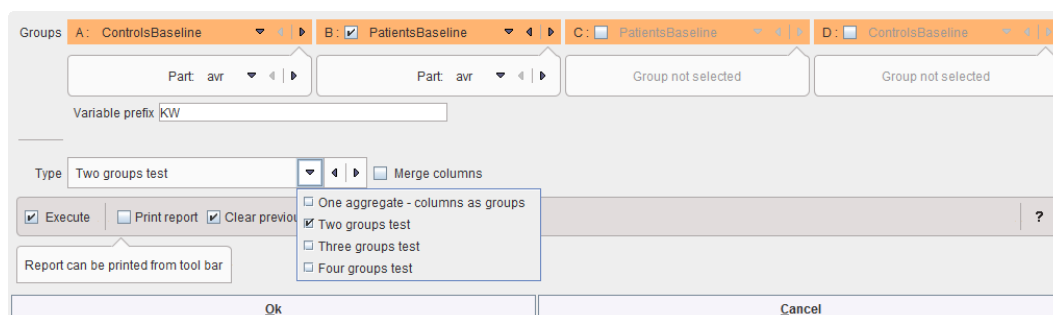 Groups A: ControlsBaseline B: PatientsBaseline C: PatientsBaseline D: ControlsBaseline
Part: avr Part: avr Group not selected Group not selected
Variable prefix KW
Type Two groups test Merge columns
One aggregate - columns as groups
Execute Print report Clear previou Two groups test ?
Three groups test
Report can be printed from tool bar Four groups test
Ok Cancel